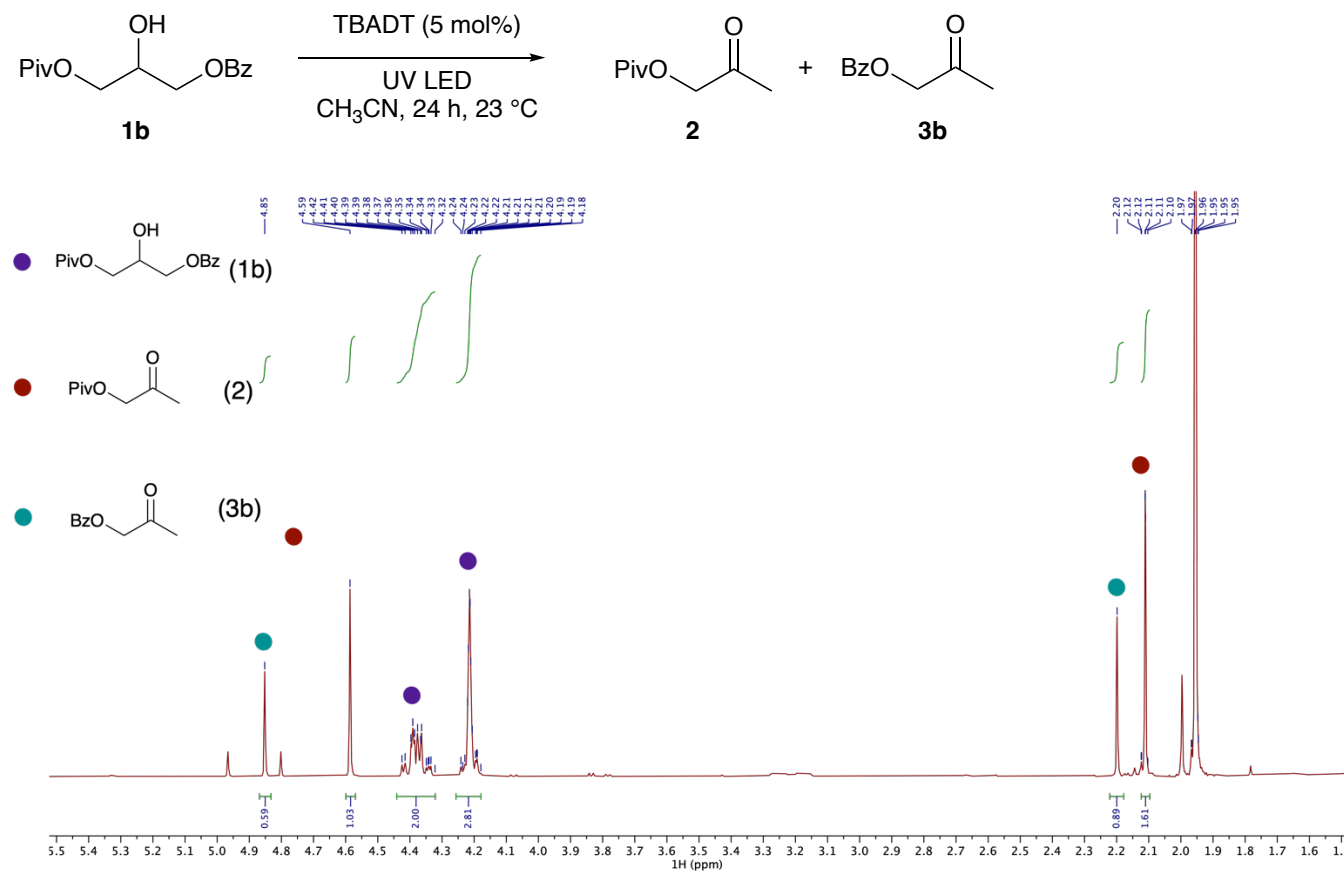 OH
PivO
OBz
1b
TBADT (5 mol%)
UV LED
CH₃CN, 24 h, 23 °C
O
PivO
2
+
O
BzO
3b
4.85
4.59
4.42
4.41
4.40
4.39
4.39
4.38
4.37
4.36
4.35
4.34
4.34
4.33
4.32
4.24
4.24
4.23
4.22
4.22
4.21
4.21
4.21
4.21
4.20
4.19
4.19
4.18
2.20
2.12
2.12
2.11
2.11
2.10
1.97
1.97
1.96
1.95
1.95
1.95
OH
PivO
OBz
(1b)
O
PivO
(2)
O
BzO
(3b)
0.59
1.03
2.00
2.81
0.89
1.61
5.5 5.2 5.1 5.0 4.9 4.8 4.7 4.6 4.5 4.4 4.3 4.2 4.1 4.0 3.9 3.8 3.7 3.6 3.5 3.4 3.3 3.2 3.1 3.0 2.9 2.8 2.7 2.6 2.5 2.4 2.3 2.2 2.1 2.0 1.9 1.8 1.7 1.6 1.
1H (ppm)